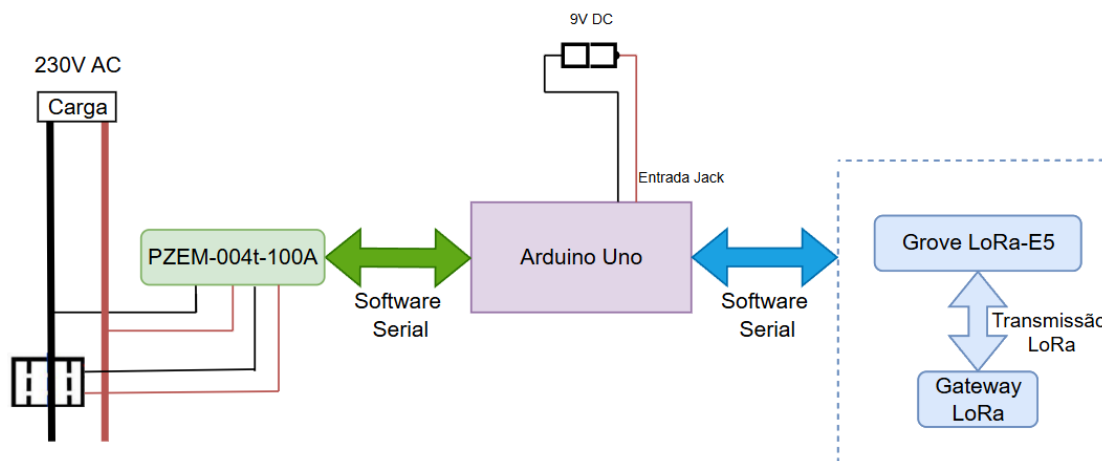 9V DC
230V AC
Carga
Entrada Jack
PZEM-004t-100A
Software
Serial
Arduino Uno
Software
Serial
Grove LoRa-E5
Transmissão
LoRa
Gateway
LoRa